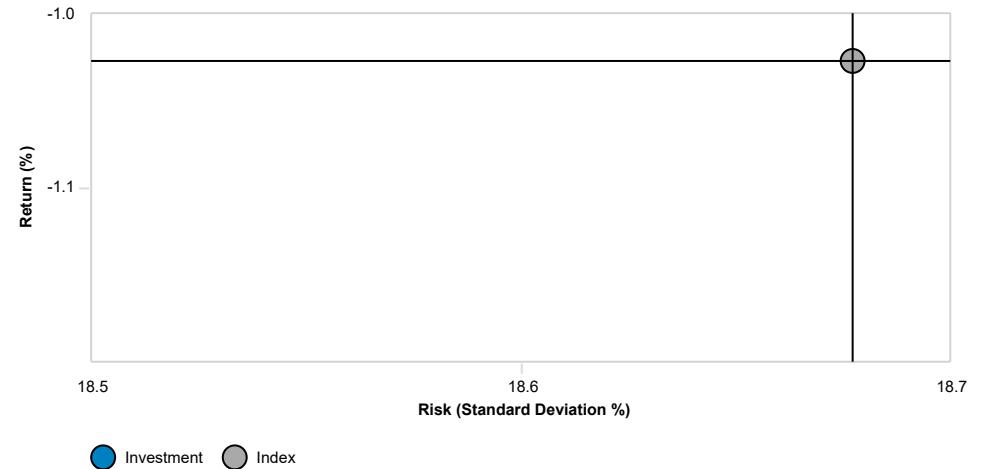 -1.0
Return (%)
-1.1
18.5
18.6
18.7
Risk (Standard Deviation %)
Investment
Index